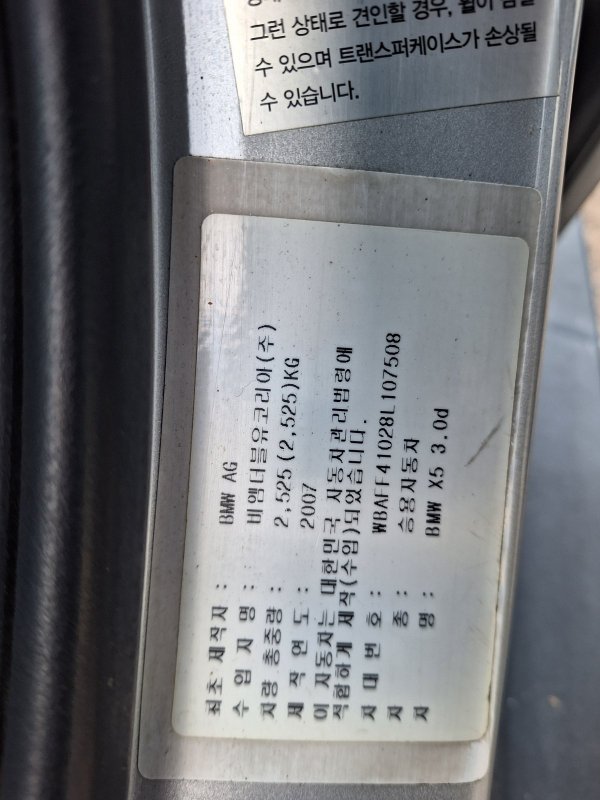 그런 상태로 견인할 경우, 휠이
수 있으며 트랜스퍼케이스가 손상될
수 있습니다.
최초 제작자 : BMW AG
수 입 자 명 : 비엠더블유코리아(주)
차량 총중량 : 2,525(2,525)KG
제 작 연 도 : 2007
이 자동차는 대한민국 자동차관리법령에
적합하게 제작(수입)되었습니다.
차 대 번 호 : WBAFF41028L107508
차 종 : 승용자동차
차 명 : BMW X5 3.0d